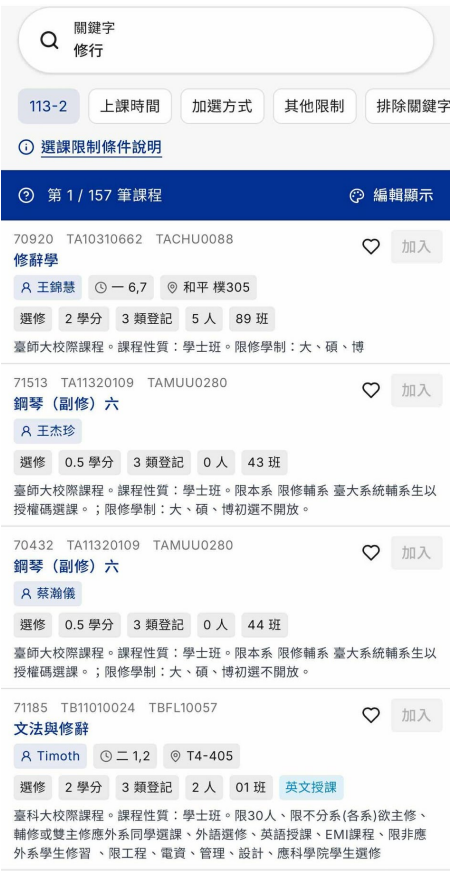 關鍵字
修行
113-2 上課時間 加選方式 其他限制 排除關鍵字
選課限制條件說明
第 1 / 157 筆課程 編輯顯示
70920 TA10310662 TACHU0088
修辭學 加入
王錦慧 一 6,7 和平 樸305
選修 2 學分 3 類登記 5 人 89 班
臺師大校際課程。課程性質：學士班。限修學制：大、碩、博
71513 TA11320109 TAMUU0280
鋼琴（副修）六 加入
王杰珍
選修 0.5 學分 3 類登記 0 人 43 班
臺師大校際課程。課程性質：學士班。限本系 限修輔系 臺大系統輔系生以
授權碼選課。；限修學制：大、碩、博初選不開放。
70432 TA11320109 TAMUU0280
鋼琴（副修）六 加入
蔡瀚儀
選修 0.5 學分 3 類登記 0 人 44 班
臺師大校際課程。課程性質：學士班。限本系 限修輔系 臺大系統輔系生以
授權碼選課。；限修學制：大、碩、博初選不開放。
71185 TB11010024 TBFL10057
文法與修辭 加入
Timoth 二 1,2 T4-405
選修 2 學分 3 類登記 2 人 01 班 英文授課
臺科大校際課程。課程性質：學士班。限30人、限不分系(各系)欲主修、
輔修或雙主修應外系同學選課、外語選修、英語授課、EMI課程、限非應
外系學生修習 、限工程、電資、管理、設計、應科學院學生選修